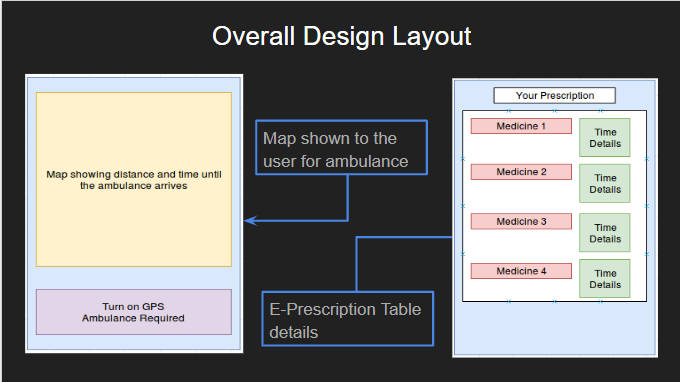 Overall Design Layout
Map showing distance and time until
the ambulance arrives
Turn on GPS
Ambulance Required
Map shown to the
user for ambulance
E-Prescription Table
details
Your Prescription
Medicine 1
Time
Details
Medicine 2
Time
Details
Medicine 3
Time
Details
Medicine 4
Time
Details